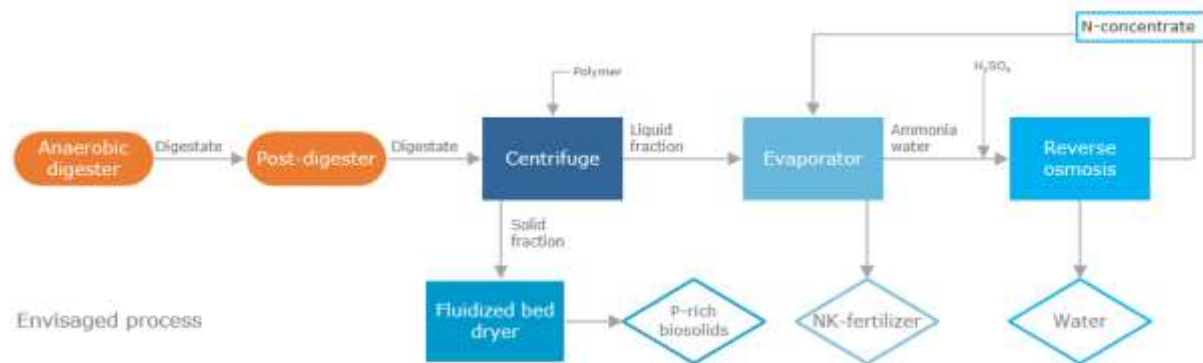 N-concentrate
Polymer
H₂SO₄
Anaerobic
digester
Digestate
Post-digester
Digestate
Centrifuge
Liquid
fraction
Evaporator
Ammonia
water
Reverse
osmosis
Solid
fraction
Fluidized bed
dryer
P-rich
biosolids
NK-fertilizer
Water
Envisaged process